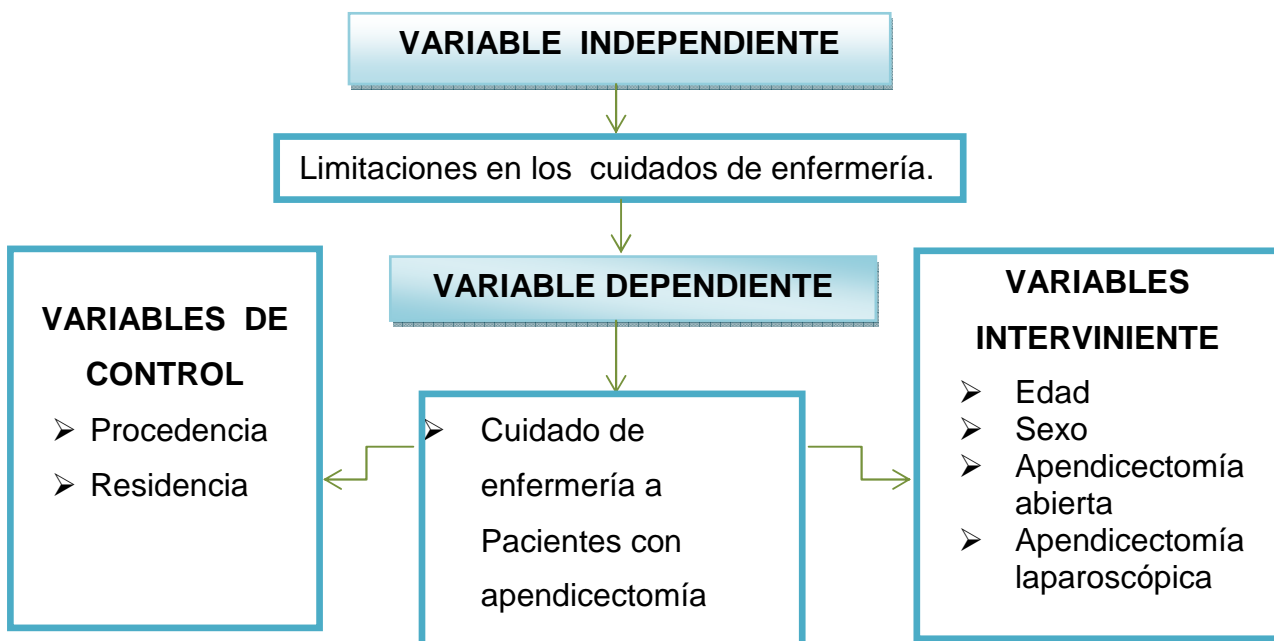 VARIABLE INDEPENDIENTE
Limitaciones en los cuidados de enfermería.
VARIABLE DEPENDIENTE
VARIABLES DE
CONTROL
➢ Procedencia
➢ Residencia
➢ Cuidado de
enfermería a
Pacientes con
apendicectomía
VARIABLES
INTERVINIENTE
➢ Edad
➢ Sexo
➢ Apendicectomía
abierta
➢ Apendicectomía
laparoscópica